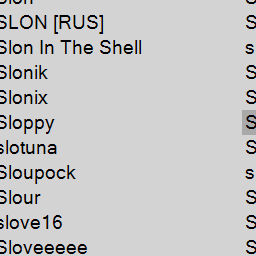 Slon
SLON [RUS] S
Slon In The Shell s
Slonik S
Slonix S
Sloppy S
slotuna S
Sloupock s
Slour S
slove16 S
Sloveeeee S